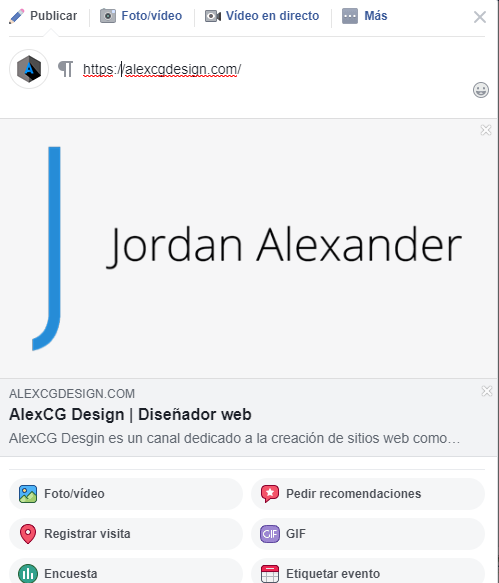 Publicar Foto/vídeo Vídeo en directo Más
A
¶ https://alexcgdesign.com/
J Jordan Alexander
ALEXCGDESIGN.COM
AlexCG Design | Diseñador web
AlexCG Desgin es un canal dedicado a la creación de sitios web como…
Foto/vídeo Pedir recomendaciones
Registrar visita GIF GIF
Encuesta Etiquetar evento